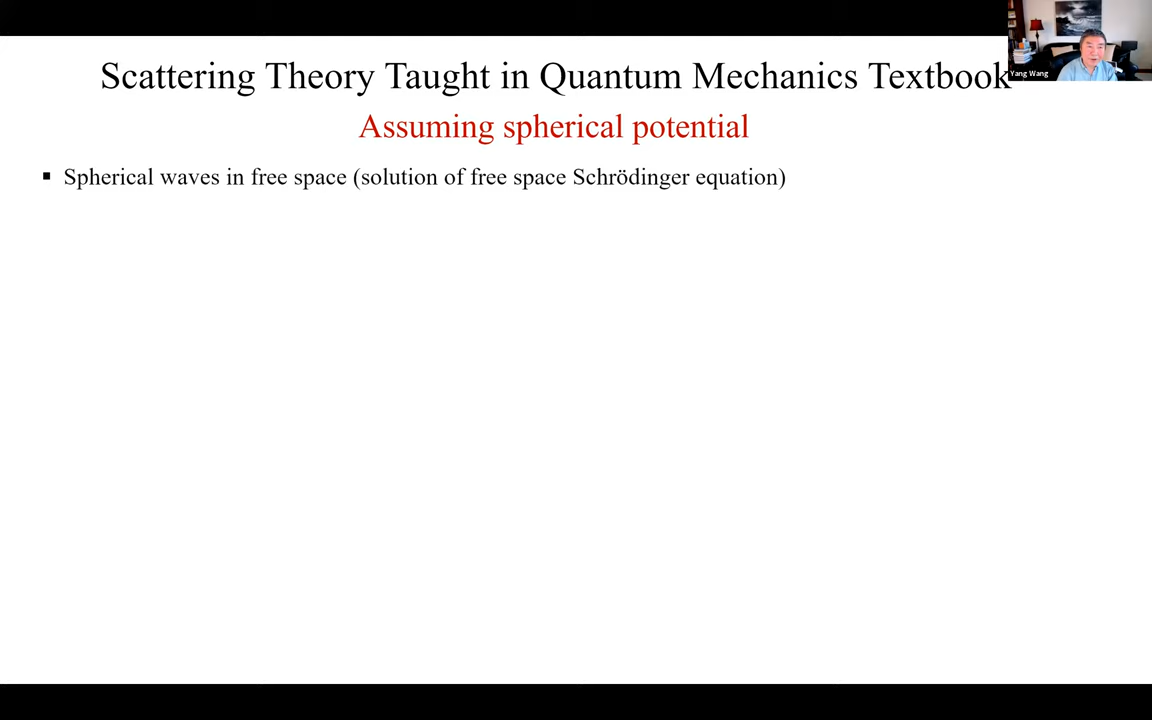 Scattering Theory Taught in Quantum Mechanics Textbook
Assuming spherical potential
▪ Spherical waves in free space (solution of free space Schrödinger equation)
Yang Wang